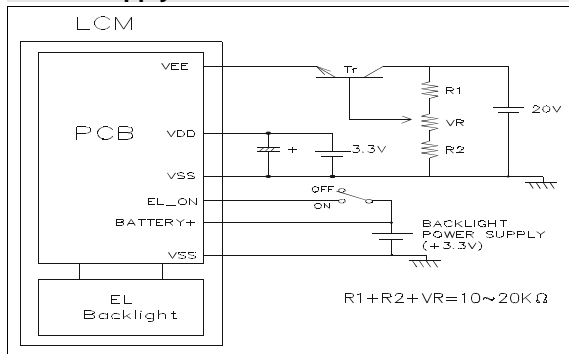 LCM
VEE
Tr
R1
PCB
VR
20V
VDD
+
3.3V
R2
VSS
EL_ON
OFF
ON
BATTERY+
BACKLIGHT
POWER SUPPLY
(+3.3V)
VSS
EL
Backlight
R1+R2+VR=10~20KΩ